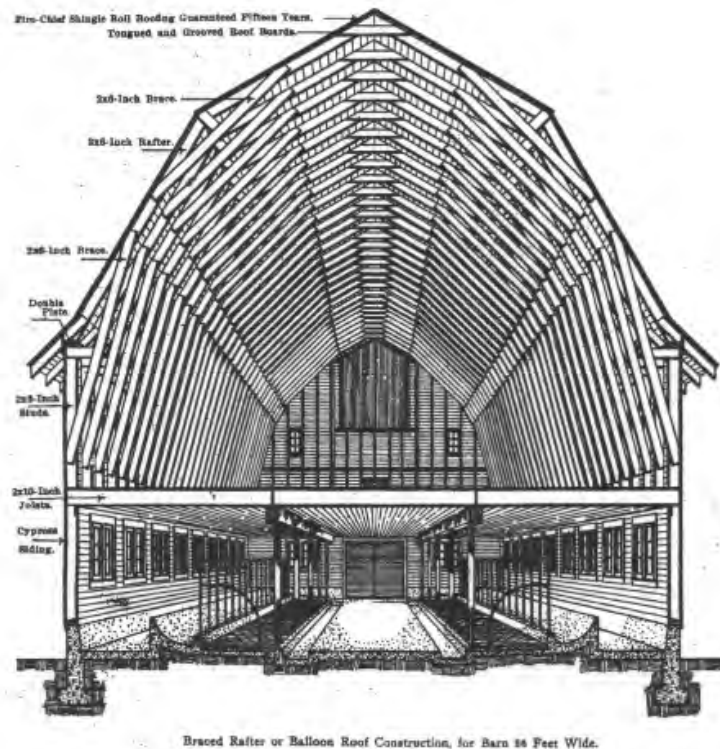 Fire-Chief Shingle Roll Roofing Guaranteed Fifteen Years.
Tongued and Grooved Roof Boards.
2x6-Inch Brace.
2x6-Inch Rafter.
2x6-Inch Brace.
Double
Plate
2x6-Inch
Studs.
2x10-Inch
Joists.
Cypress
Siding.
Braced Rafter or Balloon Roof Construction, for Barn Feet Wide.